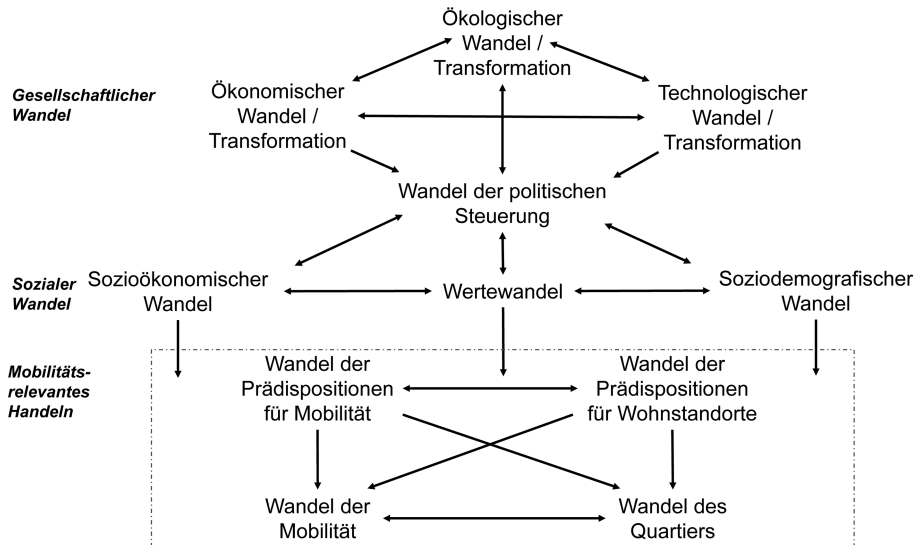 Ökologischer
Wandel /
Transformation
Gesellschaftlicher
Wandel
Ökonomischer
Wandel /
Transformation
Technologischer
Wandel /
Transformation
Wandel der politischen
Steuerung
Sozialer
Wandel
Sozioökonomischer
Wandel
Wertewandel
Soziodemografischer
Wandel
Mobilitäts-
relevantes
Handeln
Wandel der
Prädispositionen
für Mobilität
Wandel der
Prädispositionen
für Wohnstandorte
Wandel der
Mobilität
Wandel des
Quartiers